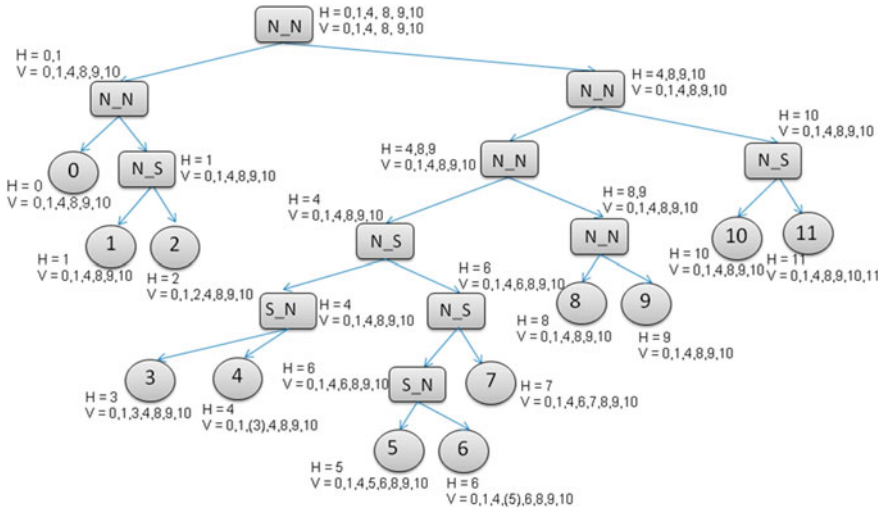 N_N
H = 0,1,4, 8, 9,10
V = 0,1,4, 8, 9,10
H = 0,1
V = 0,1,4,8,9,10
N_N
N_N
H = 4,8,9,10
V = 0,1,4,8,9,10
H = 10
V = 0,1,4,8,9,10
H = 4,8,9
V = 0,1,4,8,9,10
N_N
N_S
0
N_S
H = 1
V = 0,1,4,8,9,10
H = 0
V = 0,1,4,8,9,10
H = 4
V = 0,1,4,8,9,10
H = 8,9
V = 0,1,4,8,9,10
1
2
N_S
N_N
10
11
H = 1
V = 0,1,4,8,9,10
H = 2
V = 0,1,2,4,8,9,10
H = 10
V = 0,1,4,8,9,10
H = 11
V = 0,1,4,8,9,10,11
S_N
H = 4
V = 0,1,4,8,9,10
H = 6
V = 0,1,4,6,8,9,10
N_S
8
9
H = 8
V = 0,1,4,8,9,10
H = 9
V = 0,1,4,8,9,10
3
4
H = 6
V = 0,1,4,6,8,9,10
S_N
7
H = 7
V = 0,1,4,6,7,8,9,10
H = 3
V = 0,1,3,4,8,9,10
H = 4
V = 0,1,(3),4,8,9,10
5
6
H = 5
V = 0,1,4,5,6,8,9,10
H = 6
V = 0,1,4,(5),6,8,9,10